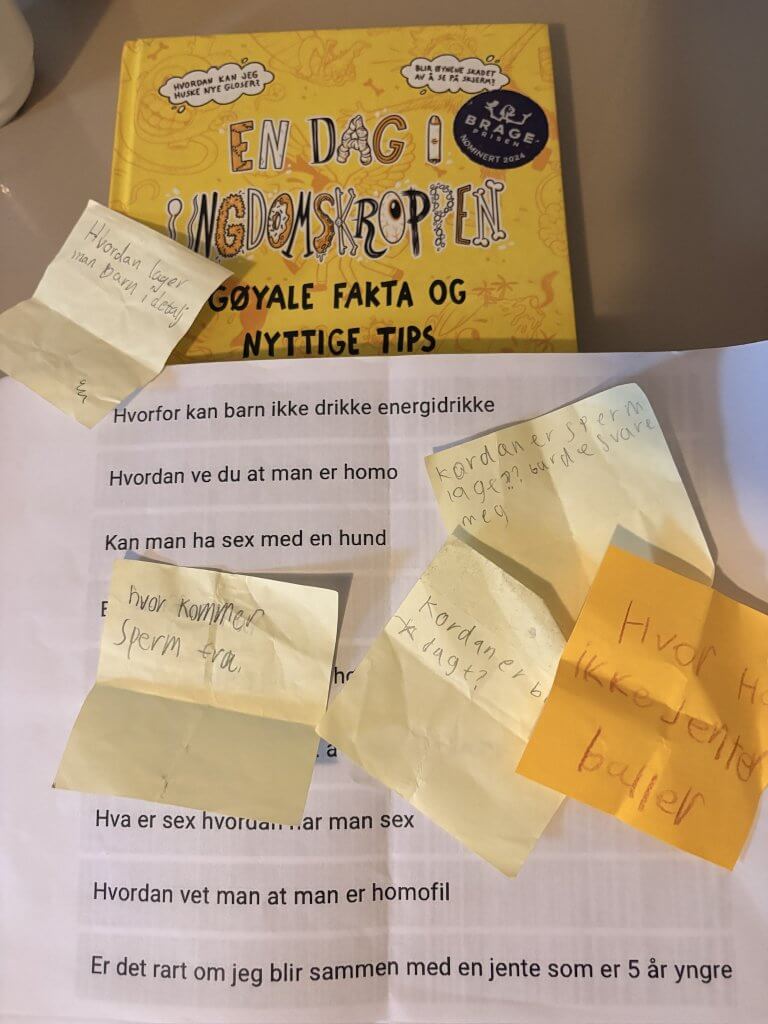 HVORDAN KAN JEG
HUSKE NYE GLOSER?
BLIR ØYNENE SKADET
AV Å SE PÅ SKJERM?
EN DAG I
UNGDOMSKROPPEN
BRAGE
PRISEN
NOMINERT 2024
GØYALE FAKTA OG
NYTTIGE TIPS
Hvordan lager
man barn i detalj
Hvorfor kan barn ikke drikke energidrikke
Hvordan ve du at man er homo
Kan man ha sex med en hund
Kordan er sperm
lage?? burde svare
meg
hvor kommer
sperm fra.
Kordan er b
dagt?
Hvor Ha
ikke Jenter
baller
Hva er sex hvordan har man sex
Hvordan vet man at man er homofil
Er det rart om jeg blir sammen med en jente som er 5 år yngre